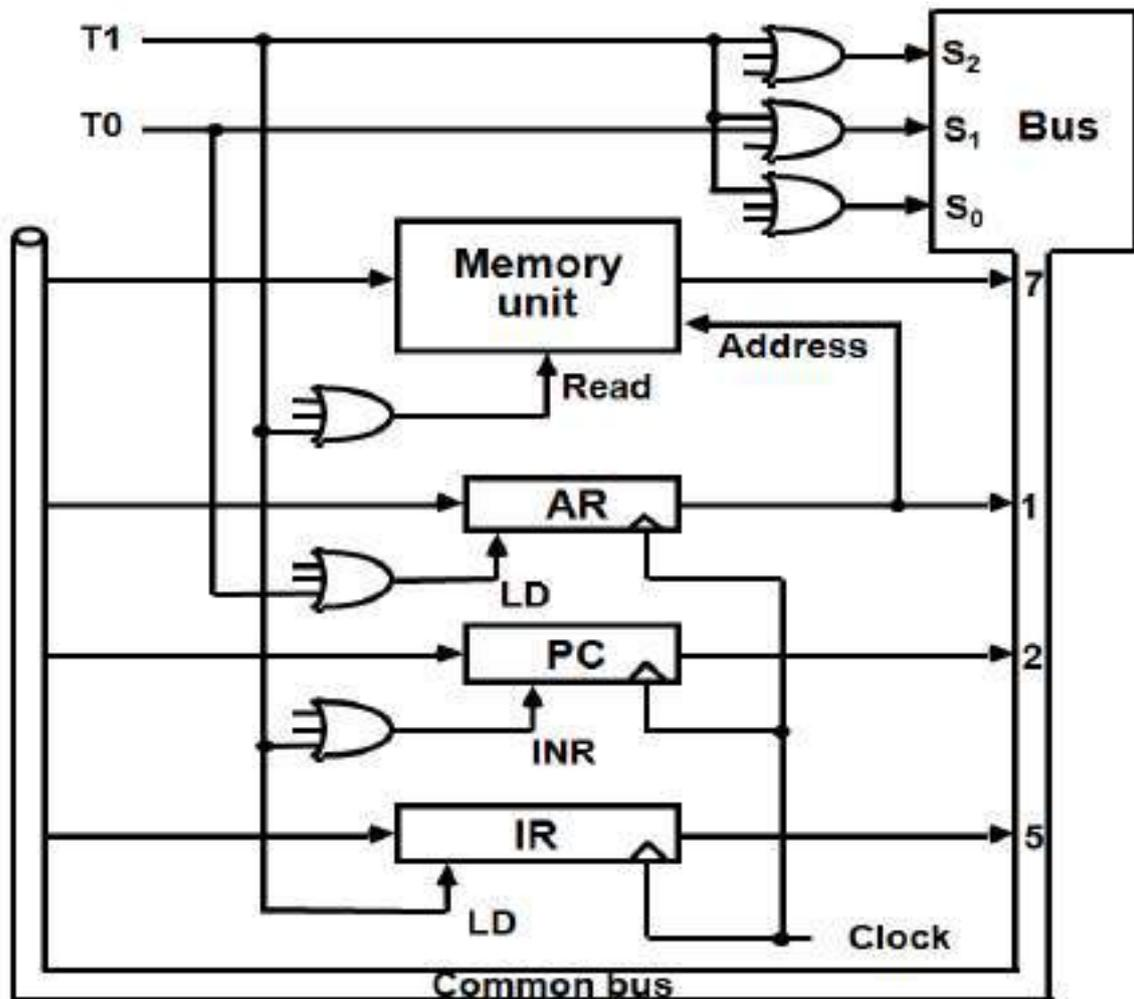 T1
T0
S2
S1
S0
Bus
Memory
unit
7
Address
Read
AR
1
LD
PC
2
INR
IR
5
LD
Clock
Common bus